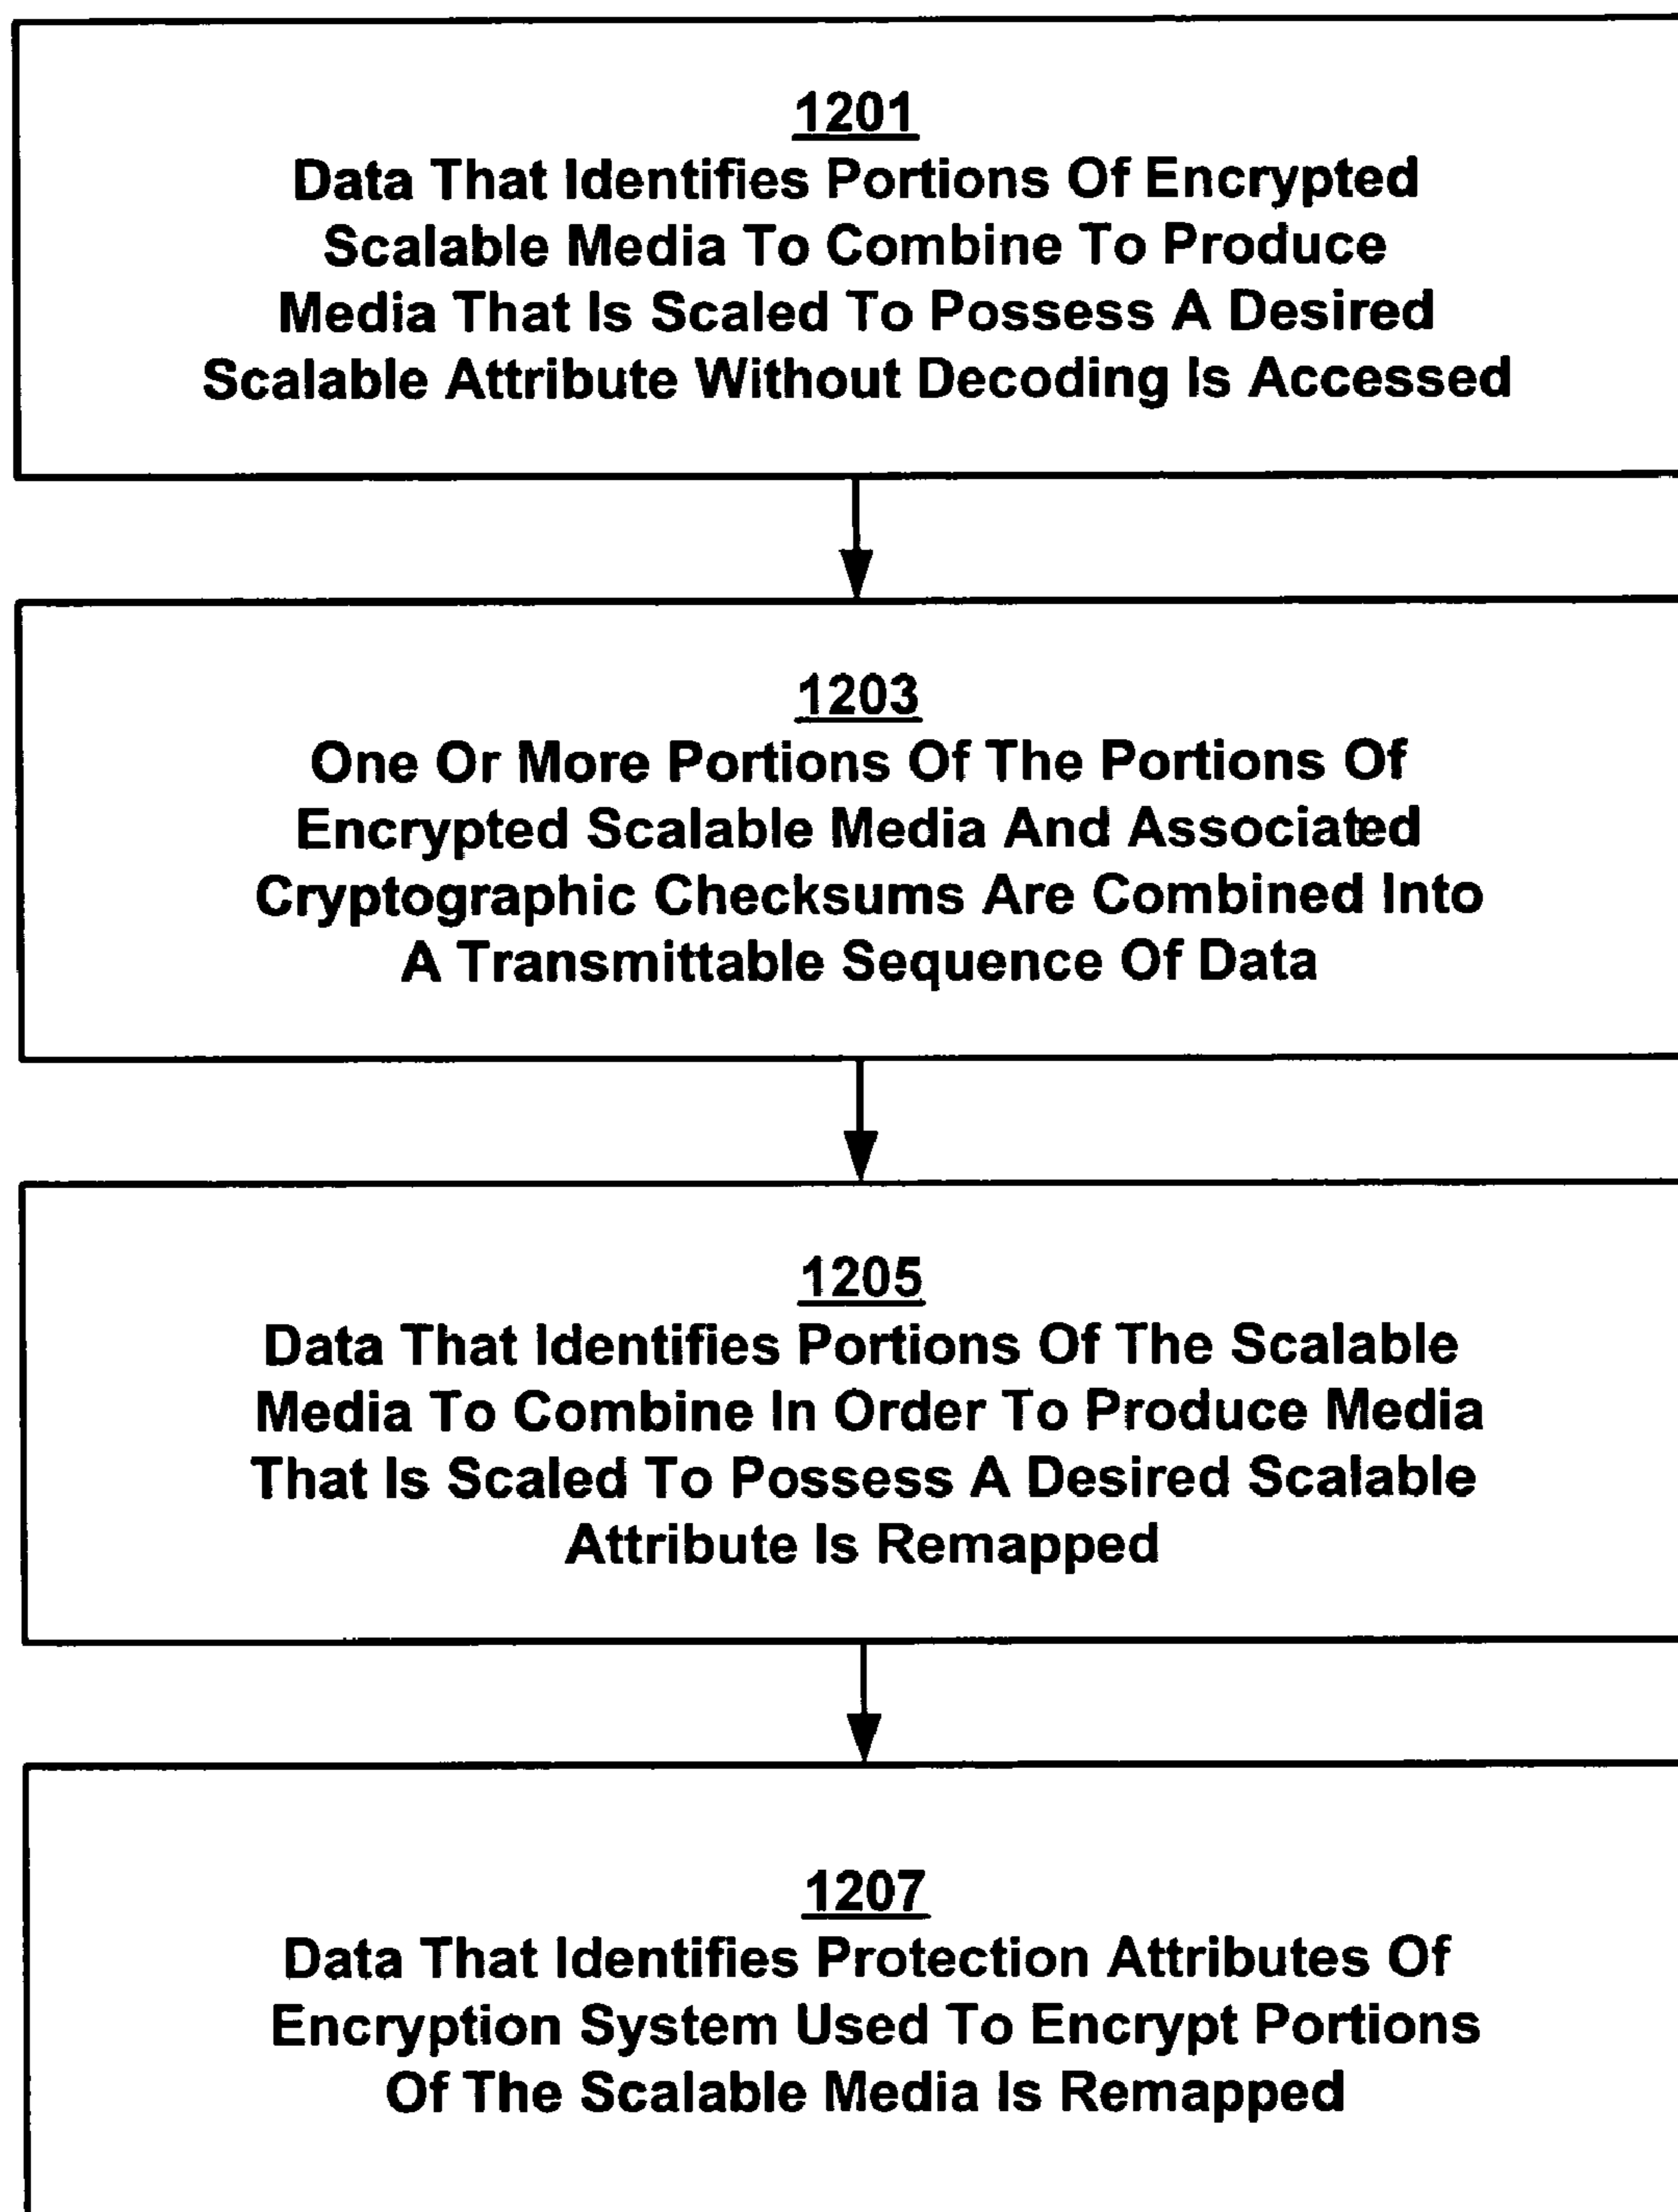 1201
Data That Identifies Portions Of Encrypted
Scalable Media To Combine To Produce
Media That Is Scaled To Possess A Desired
Scalable Attribute Without Decoding Is Accessed
1203
One Or More Portions Of The Portions Of
Encrypted Scalable Media And Associated
Cryptographic Checksums Are Combined Into
A Transmittable Sequence Of Data
1205
Data That Identifies Portions Of The Scalable
Media To Combine In Order To Produce Media
That Is Scaled To Possess A Desired Scalable
Attribute Is Remapped
1207
Data That Identifies Protection Attributes Of
Encryption System Used To Encrypt Portions
Of The Scalable Media Is Remapped